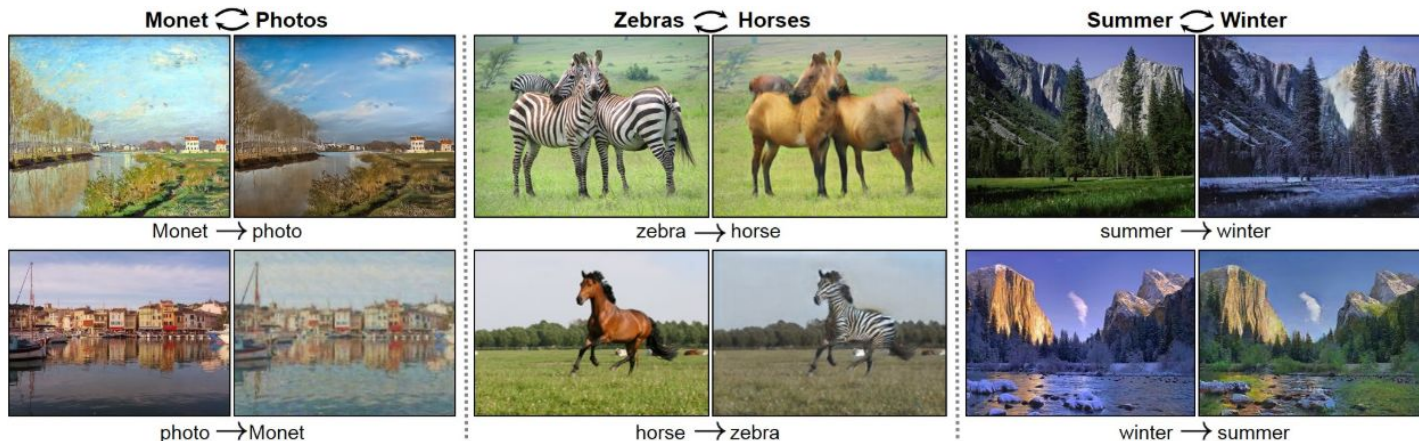 Monet ⇄ Photos
Zebras ⇄ Horses
Summer ⇄ Winter
Monet → photo
zebra → horse
summer → winter
photo → Monet
horse → zebra
winter → summer